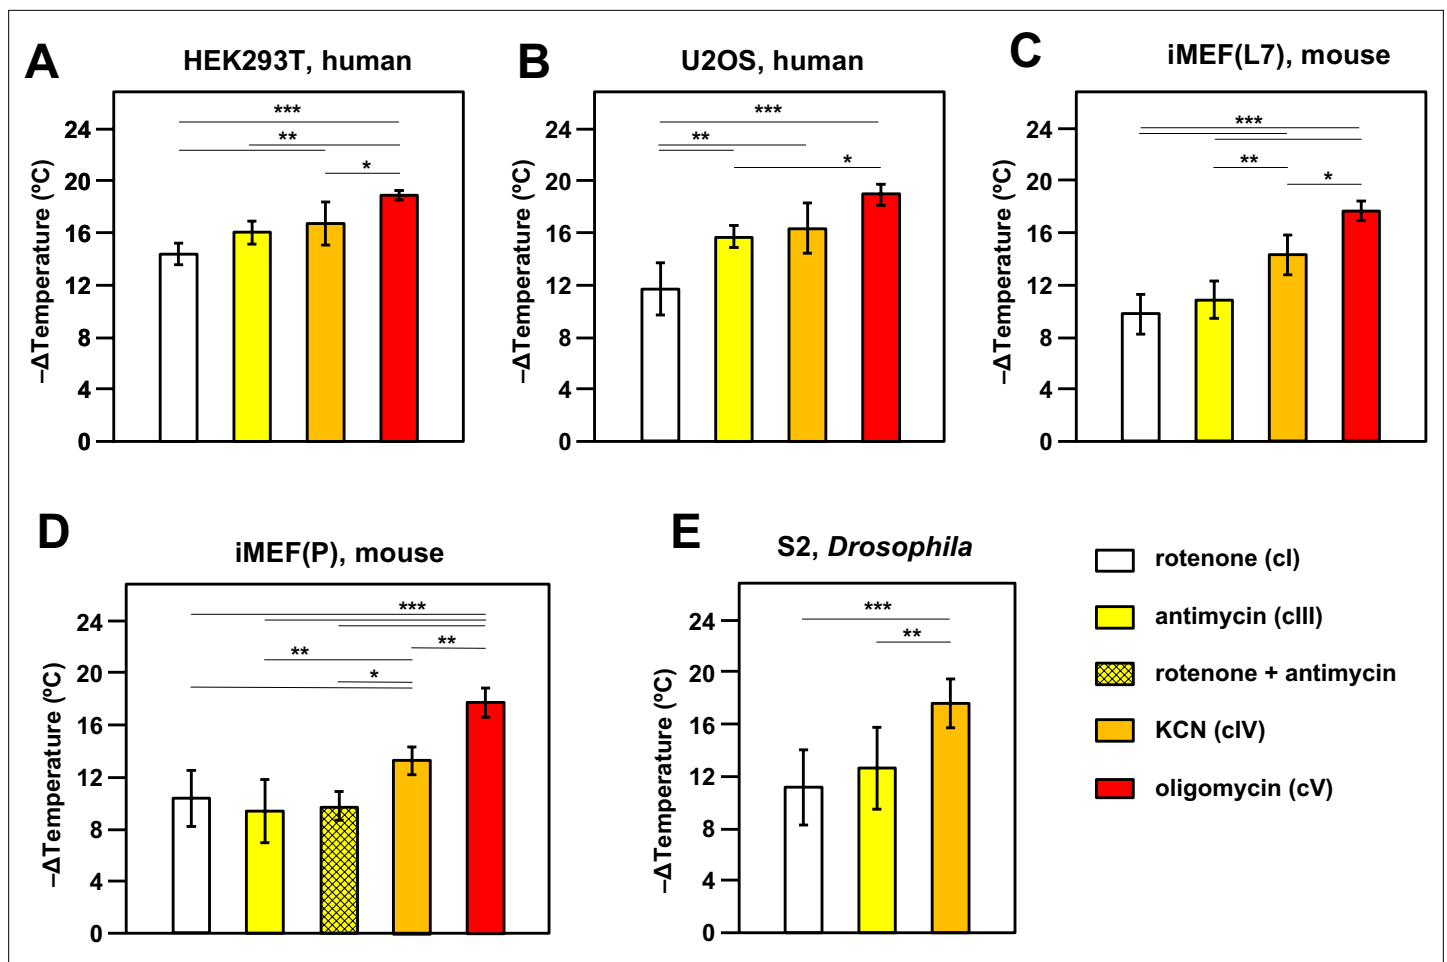 A
HEK293T, human
–ΔTemperature (ºC)
24
20
16
12
8
4
0
***
**
*
B
U2OS, human
–ΔTemperature (ºC)
24
20
16
12
8
4
0
***
**
*
C
iMEF(L7), mouse
–ΔTemperature (ºC)
24
20
16
12
8
4
0
***
**
*
D
iMEF(P), mouse
–ΔTemperature (ºC)
24
20
16
12
8
4
0
***
**
**
*
E
S2, Drosophila
–ΔTemperature (ºC)
24
20
16
12
8
4
0
***
**
rotenone (cI)
antimycin (cIII)
rotenone + antimycin
KCN (cIV)
oligomycin (cV)